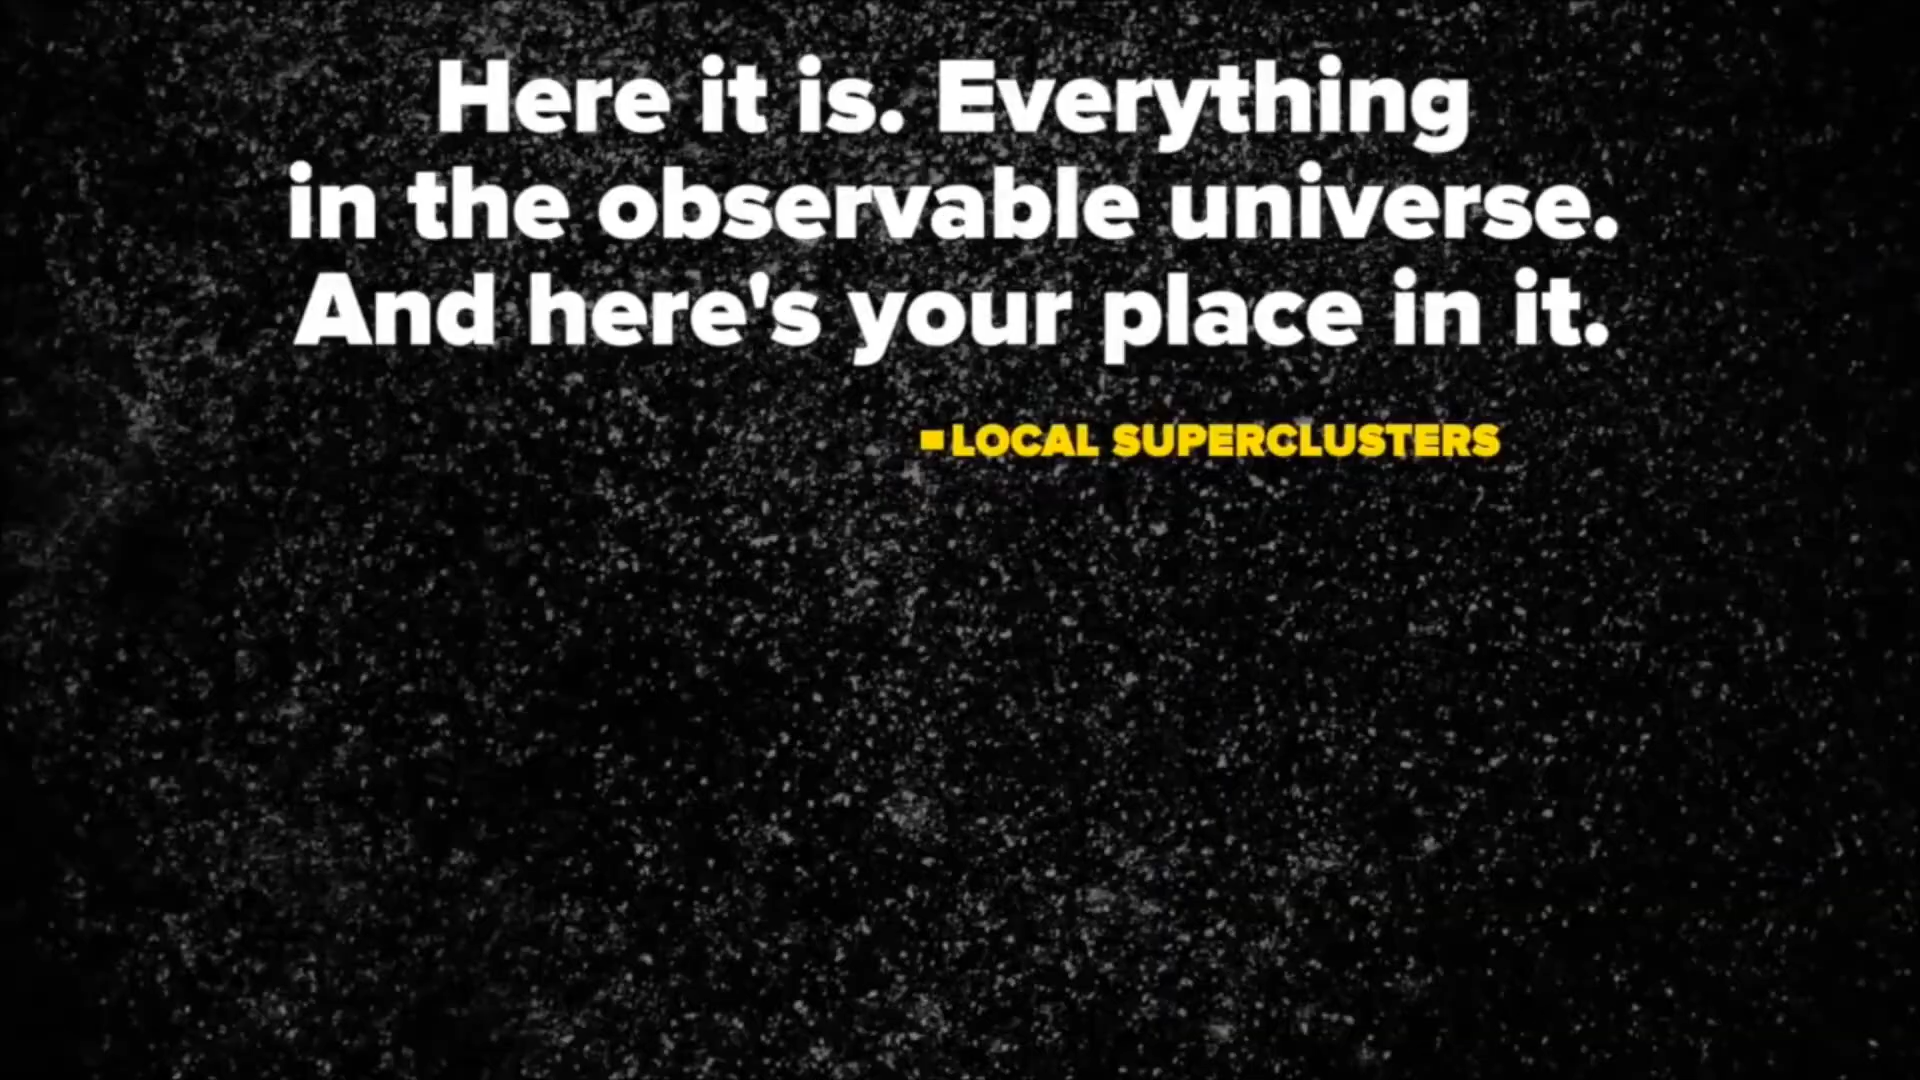 Here it is. Everything
in the observable universe.
And here's your place in it.
LOCAL SUPERCLUSTERS